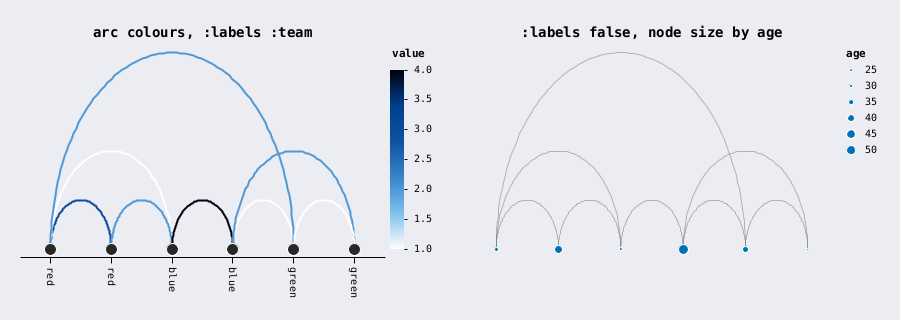 arc colours, :labels :team
value
4.0
3.5
3.0
2.5
2.0
1.5
1.0
red
red
blue
blue
green
green
:labels false, node size by age
age
25
30
35
40
45
50